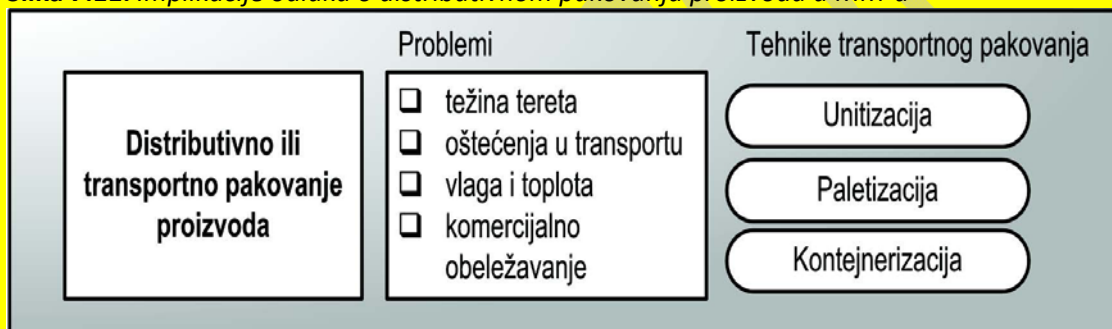 Implikacije odluka o distributivnom pakovanju proizvoda u MMT-u
Problemi
Tehnike transportnog pakovanja
Distributivno ili
transportno pakovanje
proizvoda
❑ težina tereta
❑ oštećenja u transportu
❑ vlaga i toplota
❑ komercijalno
obeležavanje
Unitizacija
Paletizacija
Kontejnerizacija